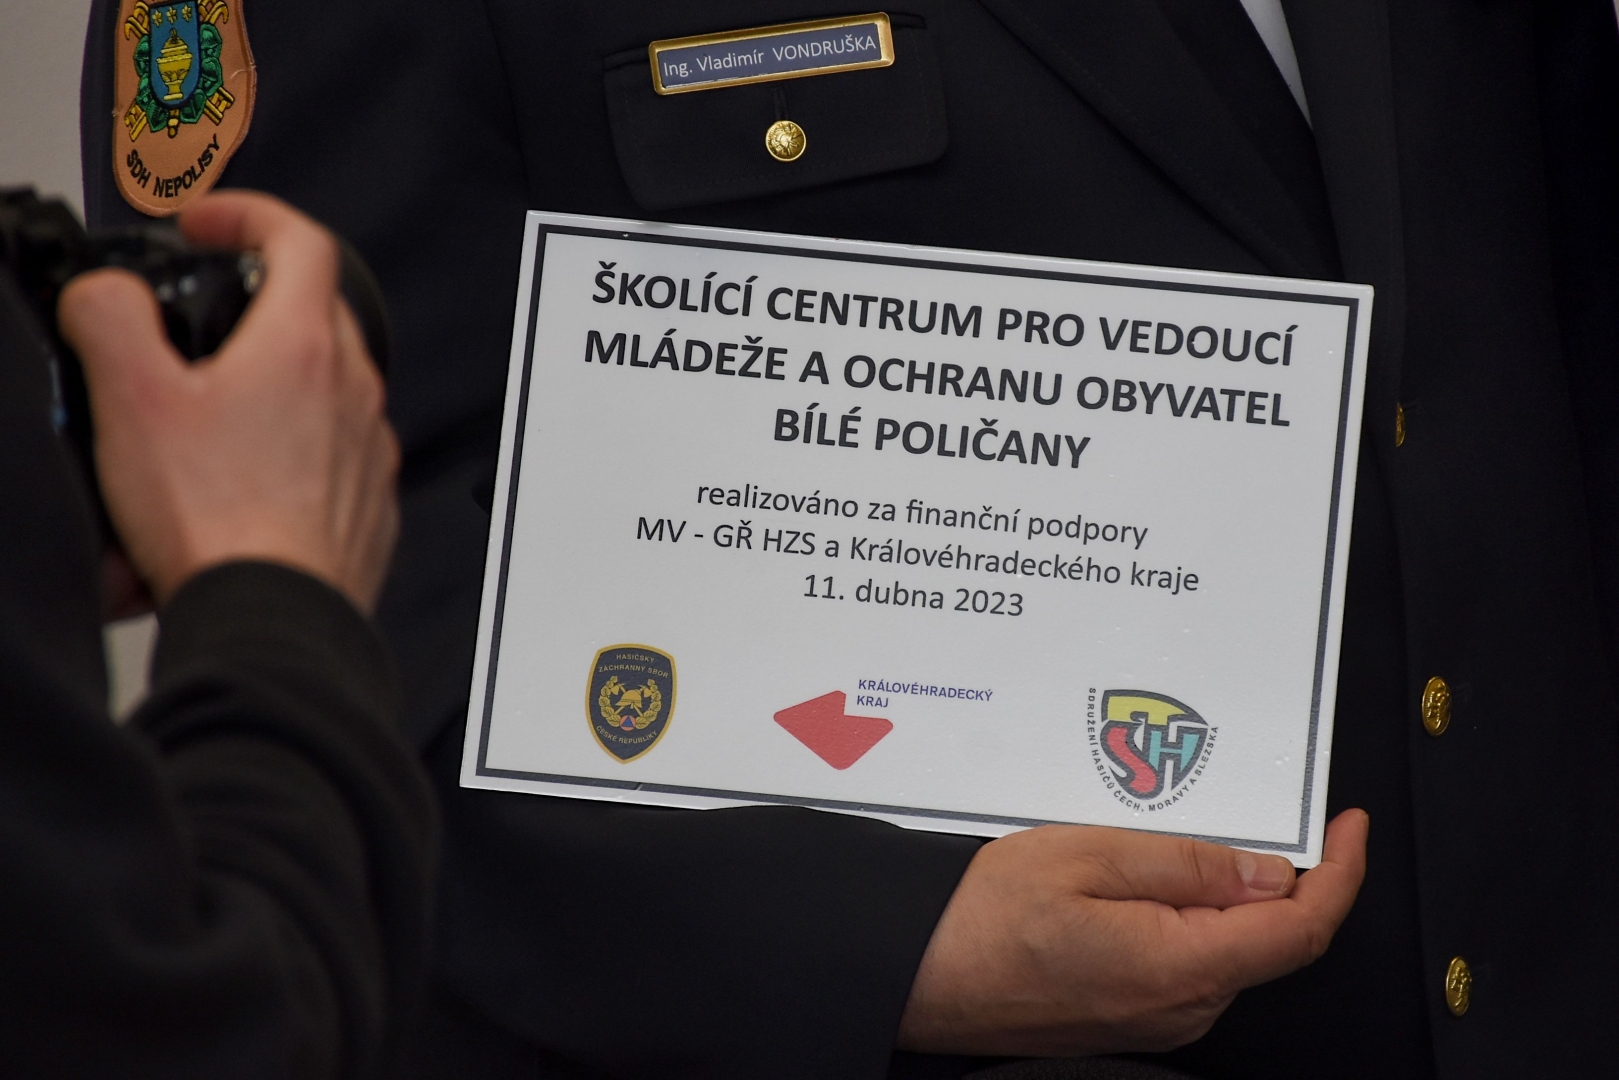 Ing. Vladimír VONDRUŠKA
SDH NEPOLISY
ŠKOLÍCÍ CENTRUM PRO VEDOUCÍ
MLÁDEŽE A OCHRANU OBYVATEL
BÍLÉ POLIČANY
realizováno za finanční podpory
MV - GŘ HZS a Královéhradeckého kraje
11. dubna 2023
HASIČSKÝ
ZÁCHRANNÝ SBOR
ČESKÉ REPUBLIKY
KRÁLOVÉHRADECKÝ
KRAJ
SH
SDRUŽENÍ HASIČŮ ČECH, MORAVY A SLEZSKA